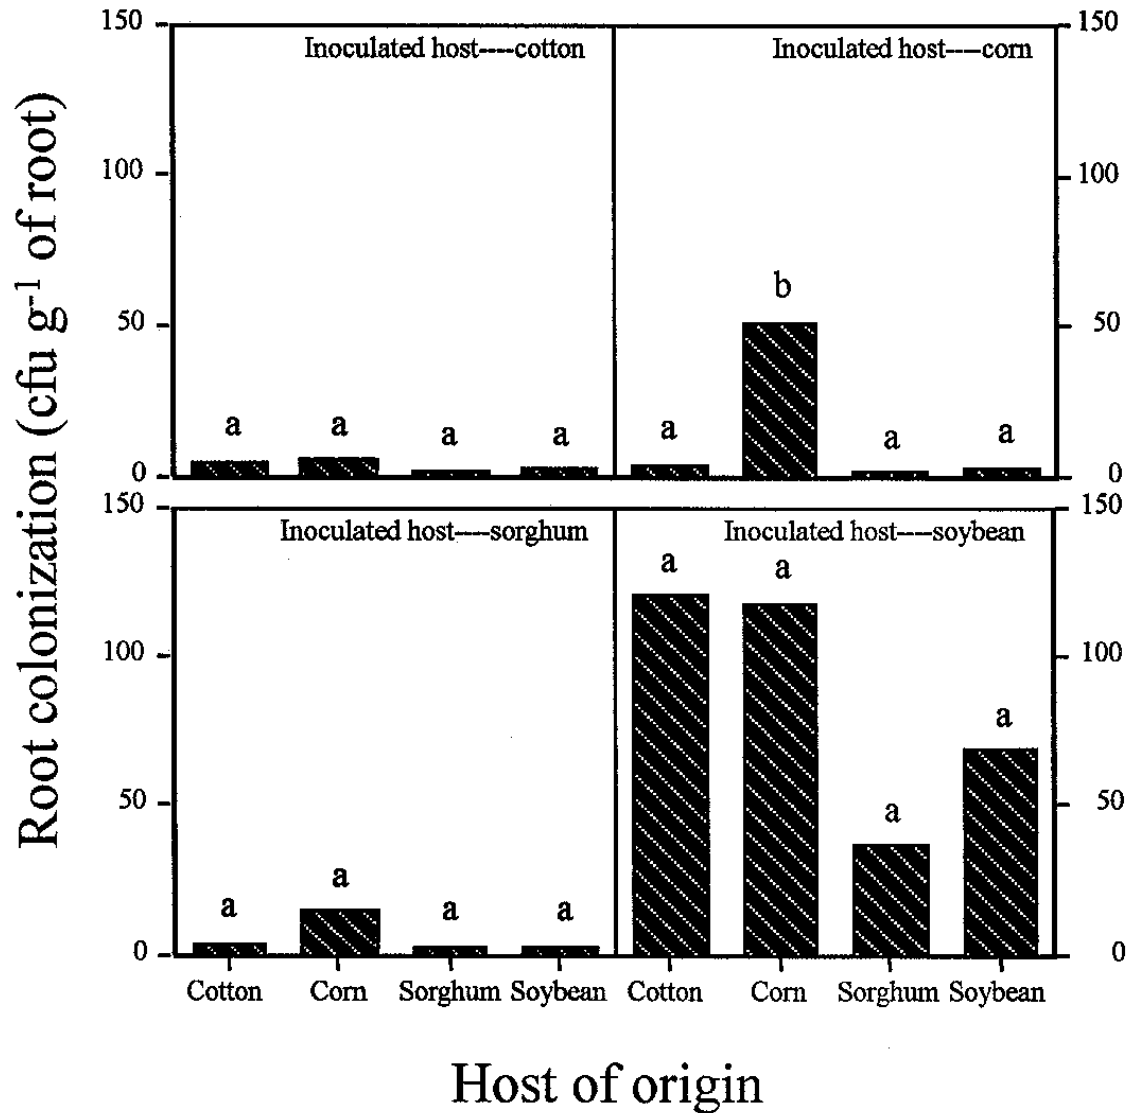 Root colonization (cfu g-1 of root)
150
100
50
0
Inoculated host----cotton
a
a
a
a
Inoculated host----corn
a
b
a
a
150
100
50
0
150
100
50
0
Inoculated host----sorghum
a
a
a
a
Inoculated host----soybean
a
a
a
a
150
100
50
0
Cotton Corn Sorghum Soybean Cotton Corn Sorghum Soybean
Host of origin